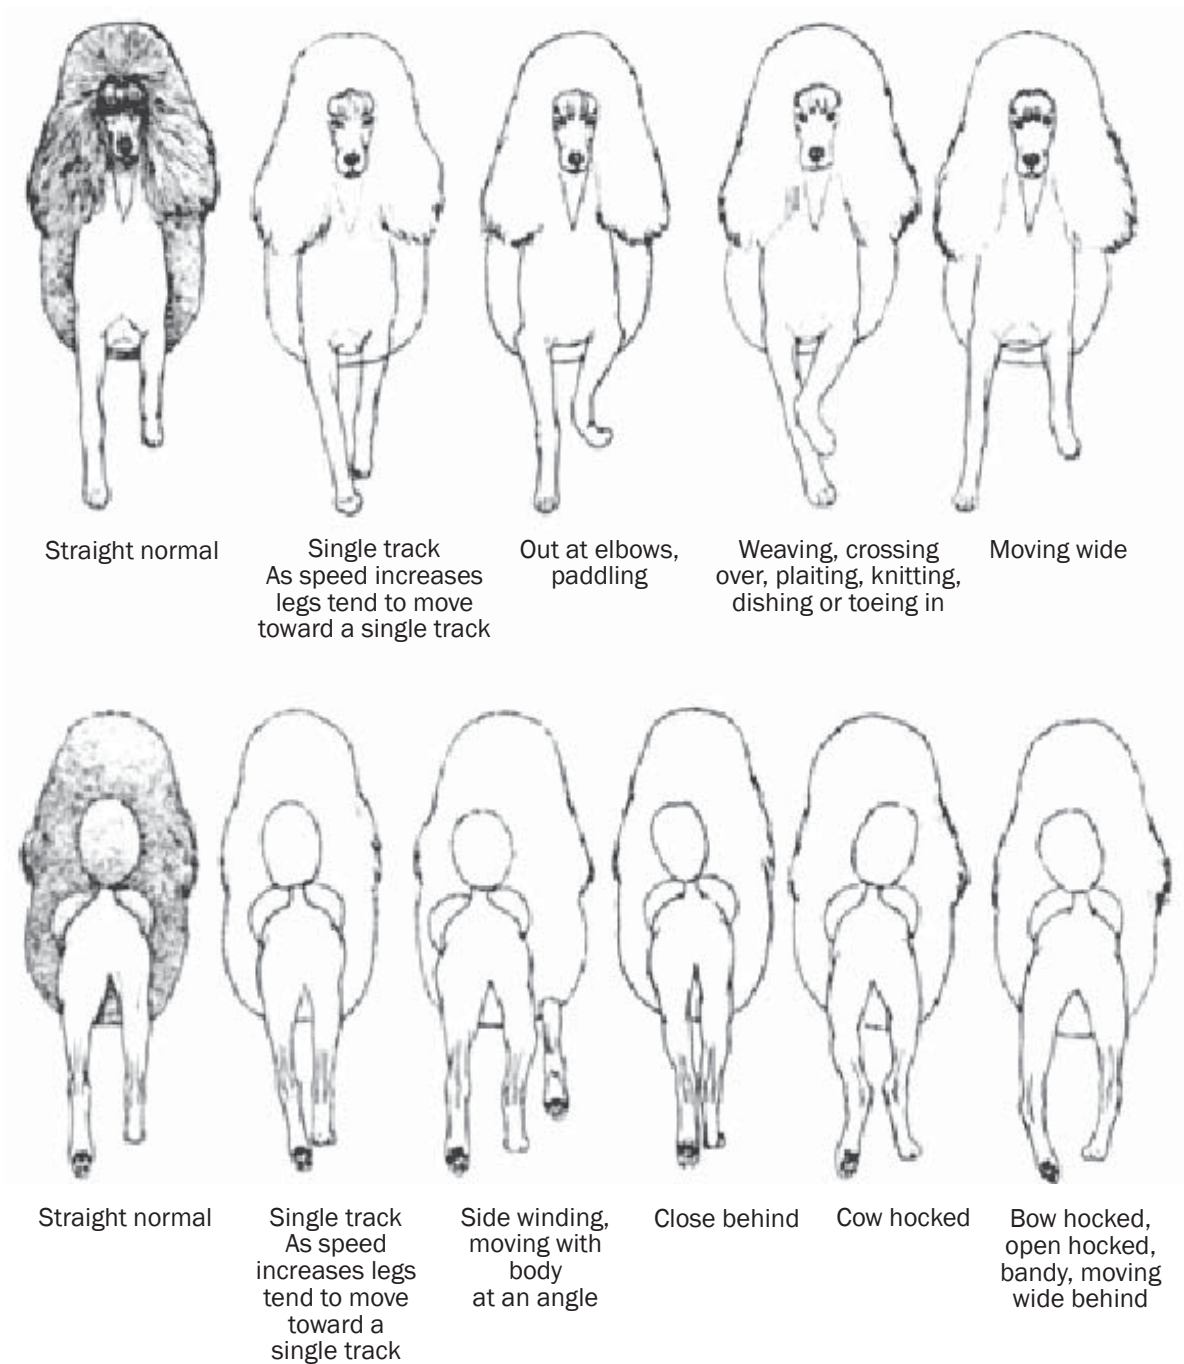 Straight normal
Single track
As speed increases
legs tend to move
toward a single track
Out at elbows,
paddling
Weaving, crossing
over, plaiting, knitting,
dishing or toeing in
Moving wide
Straight normal
Single track
As speed
increases legs
tend to move
toward a
single track
Side winding,
moving with
body
at an angle
Close behind
Cow hocked
Bow hocked,
open hocked,
bandy, moving
wide behind